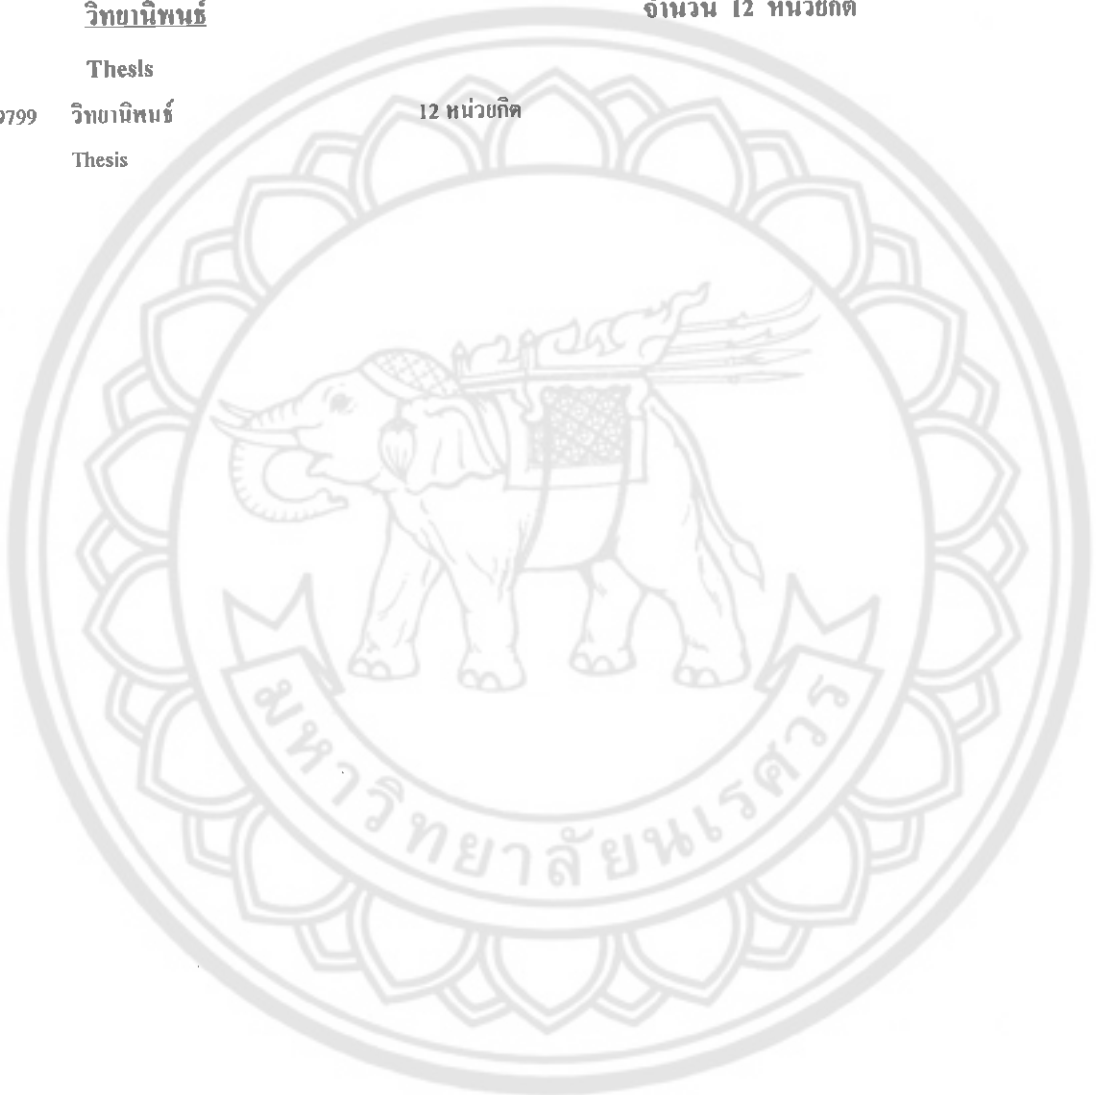 วิทยานิพนธ์ จำนวน 12 หน่วยกิต
Thesis
9799 วิทยานิพนธ์ 12 หน่วยกิต
Thesis
มหาวิทยาลัยนเรศวร